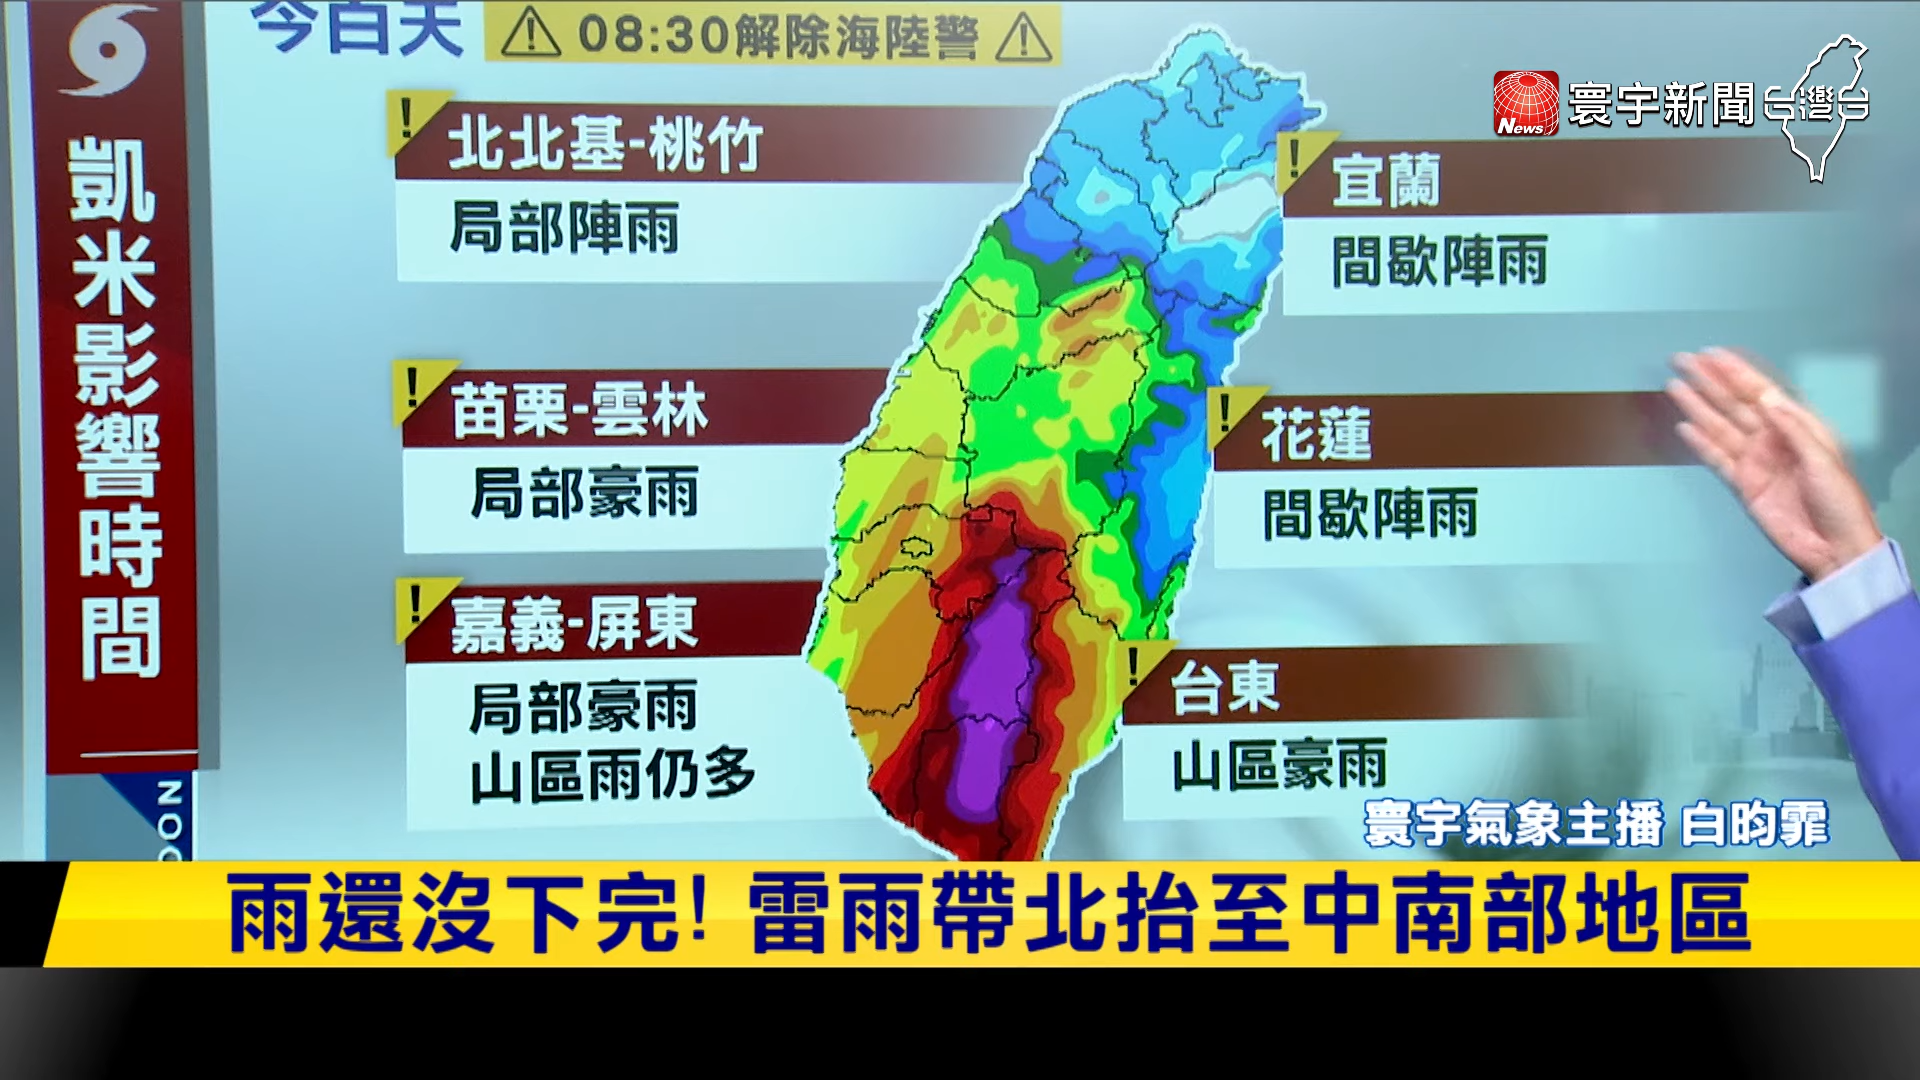 今白天
08:30解除海陸警
News
寰宇新聞
台灣台
凱米影響時間
北北基-桃竹
局部陣雨
宜蘭
間歇陣雨
苗栗-雲林
局部豪雨
花蓮
間歇陣雨
嘉義-屏東
局部豪雨
山區雨仍多
台東
山區豪雨
寰宇氣象主播 白昀霏
雨還沒下完! 雷雨帶北抬至中南部地區